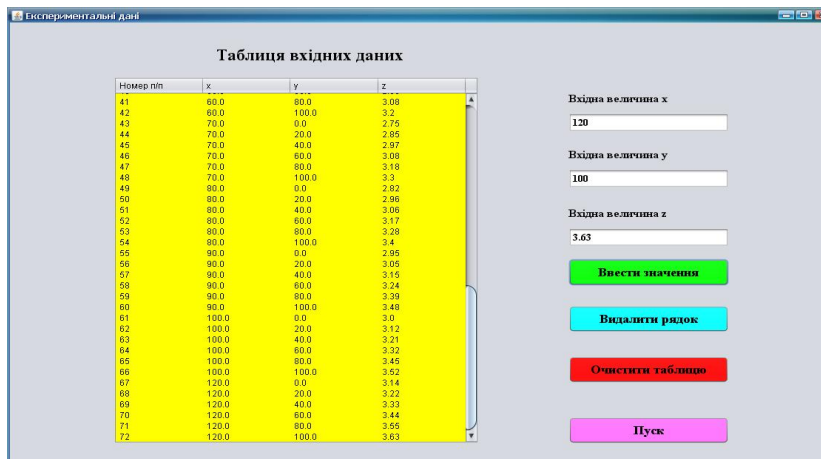 Експериментальні дані
Таблиця вхідних даних
Номер п/п x y z
41 60.0 80.0 3.08
42 60.0 100.0 3.2
43 70.0 0.0 2.75
44 70.0 20.0 2.85
45 70.0 40.0 2.97
46 70.0 60.0 3.08
47 70.0 80.0 3.18
48 70.0 100.0 3.3
49 80.0 0.0 2.82
50 80.0 20.0 2.96
51 80.0 40.0 3.06
52 80.0 60.0 3.17
53 80.0 80.0 3.28
54 80.0 100.0 3.4
55 90.0 0.0 2.95
56 90.0 20.0 3.05
57 90.0 40.0 3.15
58 90.0 60.0 3.24
59 90.0 80.0 3.39
60 90.0 100.0 3.48
61 100.0 0.0 3.0
62 100.0 20.0 3.12
63 100.0 40.0 3.21
64 100.0 60.0 3.32
65 100.0 80.0 3.45
66 100.0 100.0 3.52
67 120.0 0.0 3.14
68 120.0 20.0 3.22
69 120.0 40.0 3.33
70 120.0 60.0 3.44
71 120.0 80.0 3.55
72 120.0 100.0 3.63
Вхідна величина x
120
Вхідна величина y
100
Вхідна величина z
3.63
Ввести значення
Видалити рядок
Очистити таблицю
Пуск